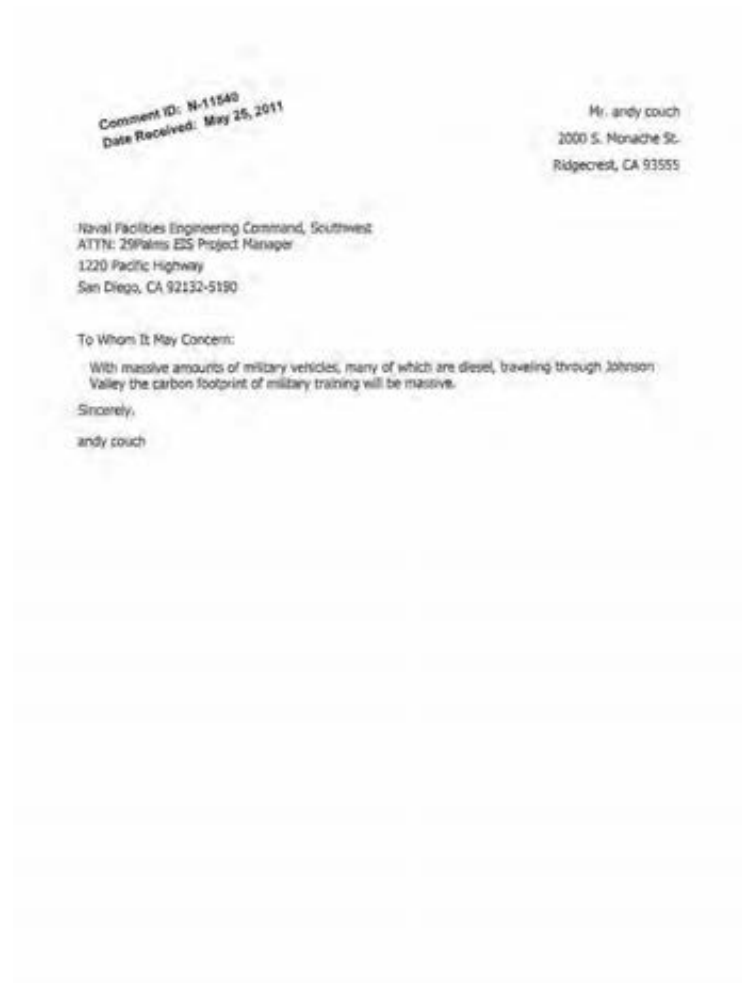 Comment ID: N-11540
Date Received: May 25, 2011
Mr. andy couch
2000 S. Monache St.
Ridgecrest, CA 93555
Naval Facilities Engineering Command, Southwest
ATTN: 29Palms EIS Project Manager
1220 Pacific Highway
San Diego, CA 92132-5190
To Whom It May Concern:
With massive amounts of military vehicles, many of which are diesel, traveling through Johnson
Valley the carbon footprint of military training will be massive.
Sincerely,
andy couch